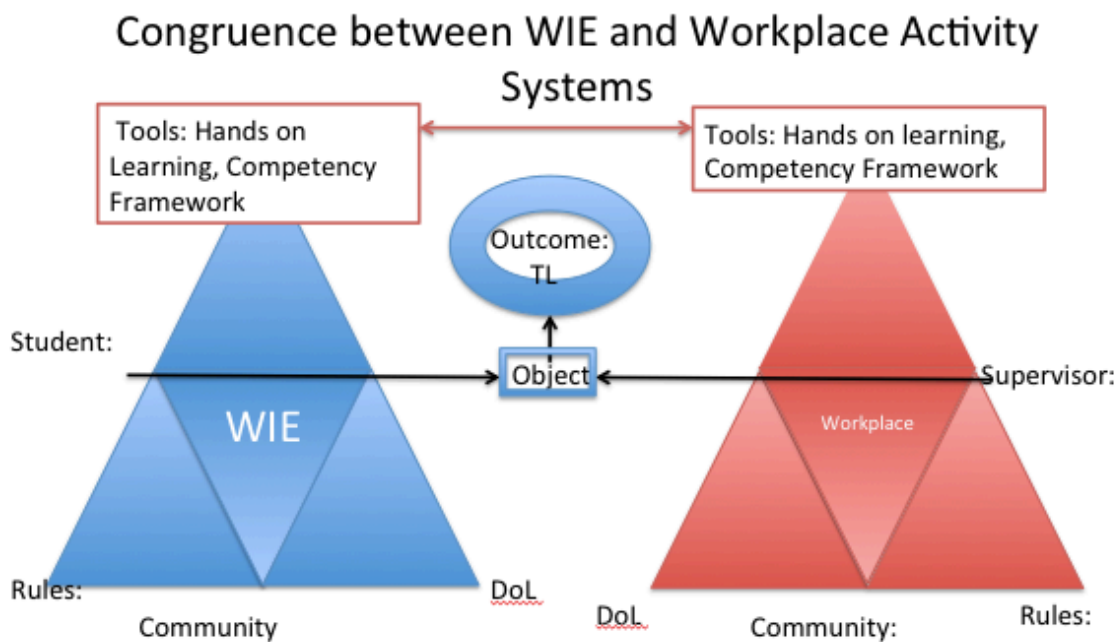 Congruence between WIE and Workplace Activity
Systems
Tools: Hands on
Learning, Competency
Framework
Tools: Hands on learning,
Competency Framework
Outcome:
TL
Student:
Object
Supervisor:
WIE
Workplace
Rules:
DoL
Community
DoL
Community:
Rules: